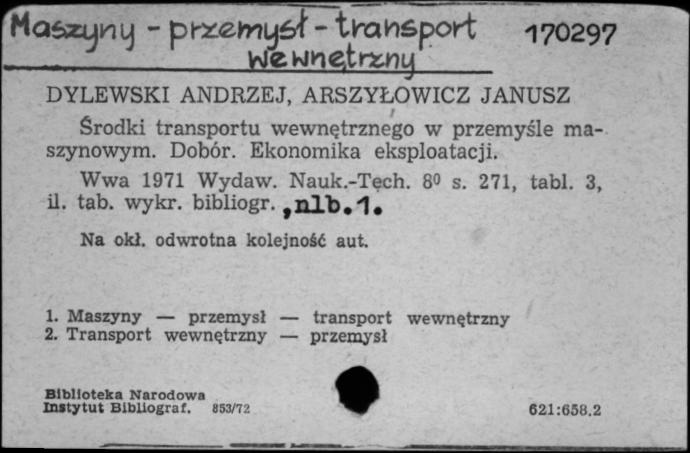 Maszyny - przemysł - transport 170297
wewnętrzny
DYLEWSKI ANDRZEJ, ARSZYŁOWICZ JANUSZ
Środki transportu wewnętrznego w przemyśle ma-
szynowym. Dobór. Ekonomika eksploatacji.
Wwa 1971 Wydaw. Nauk.-Tech. 8⁰ s. 271, tabl. 3,
il. tab. wykr. bibliogr. ,nlb.1.
Na okł. odwrotna kolejność aut.
1. Maszyny — przemysł — transport wewnętrzny
2. Transport wewnętrzny — przemysł
Biblioteka Narodowa
Instytut Bibliograf. 853/72 621:658.2